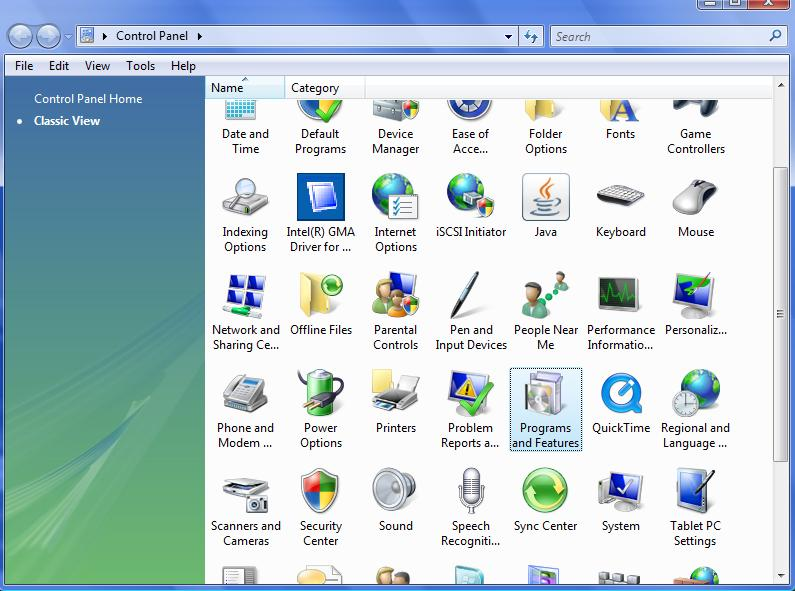 Control Panel
Search
File Edit View Tools Help
Control Panel Home
Classic View
Name Category
Date and
Time
Default
Programs
Device
Manager
Ease of
Acce...
Folder
Options
Fonts
Game
Controllers
Indexing
Options
Intel(R) GMA
Driver for ...
Internet
Options
iSCSI Initiator
Java
Keyboard
Mouse
Network and
Sharing Ce...
Offline Files
Parental
Controls
Pen and
Input Devices
People Near
Me
Performance
Informatio...
Personaliz...
Phone and
Modem ...
Power
Options
Printers
Problem
Reports a...
Programs
and Features
QuickTime
Regional and
Language ...
Scanners and
Cameras
Security
Center
Sound
Speech
Recogniti...
Sync Center
System
Tablet PC
Settings